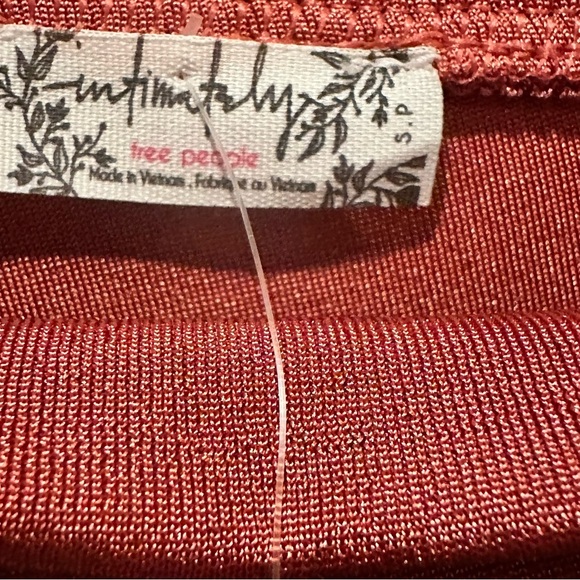 intimately
free people
Made in Vietnam . Fabriqué au Vietnam
S.P